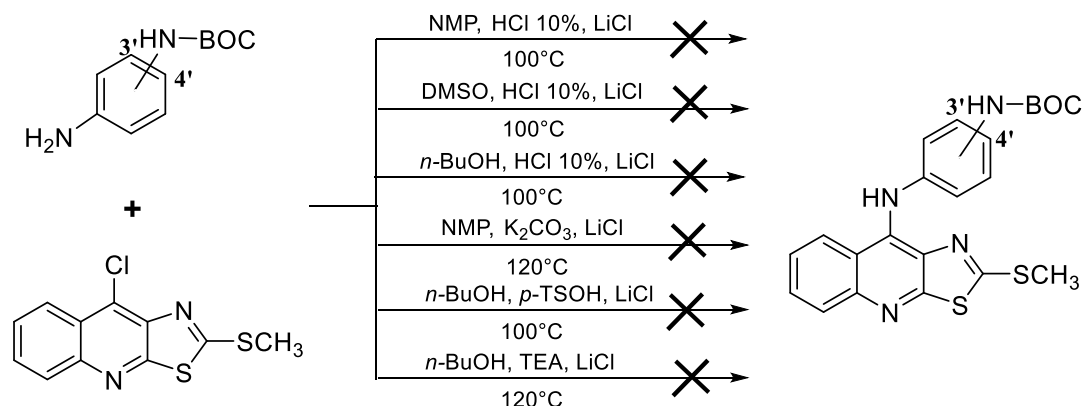 3'
HN—BOC
4'
H₂N
+
Cl
N
S
SCH₃
N
NMP, HCl 10%, LiCl
100°C
DMSO, HCl 10%, LiCl
100°C
n-BuOH, HCl 10%, LiCl
100°C
NMP, K₂CO₃, LiCl
120°C
n-BuOH, p-TSOH, LiCl
100°C
n-BuOH, TEA, LiCl
120°C
3'
HN—BOC
4'
HN
N
S
SCH₃
N